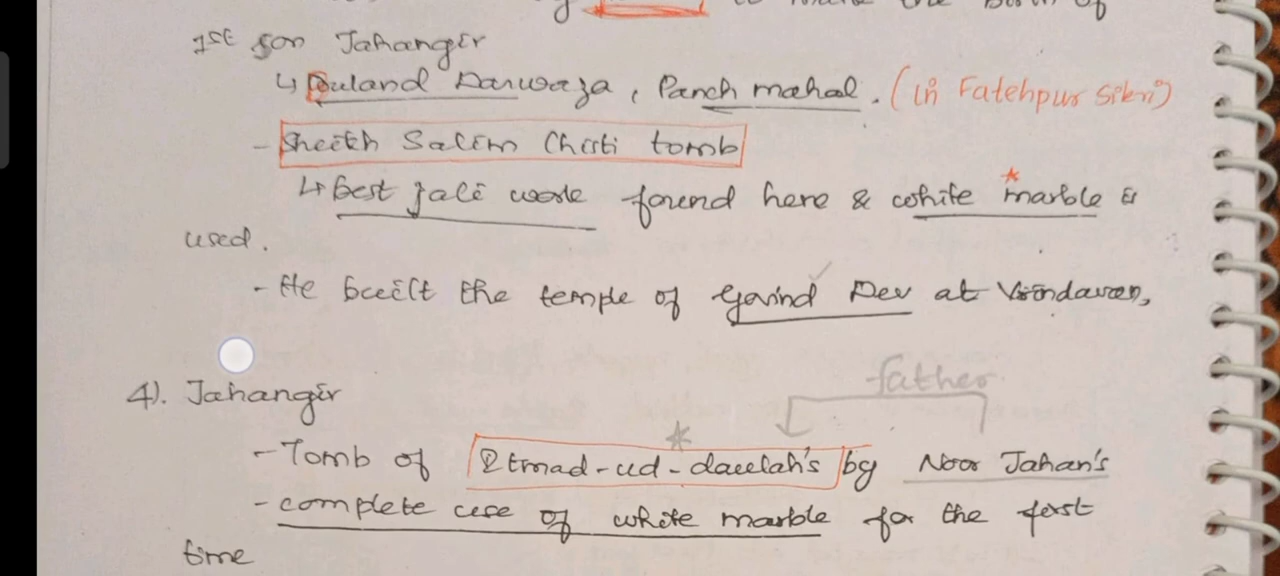 1st son Jahangir
↳ Buland Darwaza, Panch mahal. (in Fatehpur Sikri)
- Sheikh Salim Chisti tomb
↳ best jali work found here & white marble is
used.
- He built the temple of Govind Dev at Vrindavan,
father
4). Jahangir
- Tomb of Itmad-ud-daulah's by Noor Jahan's
- complete use of white marble for the first
time